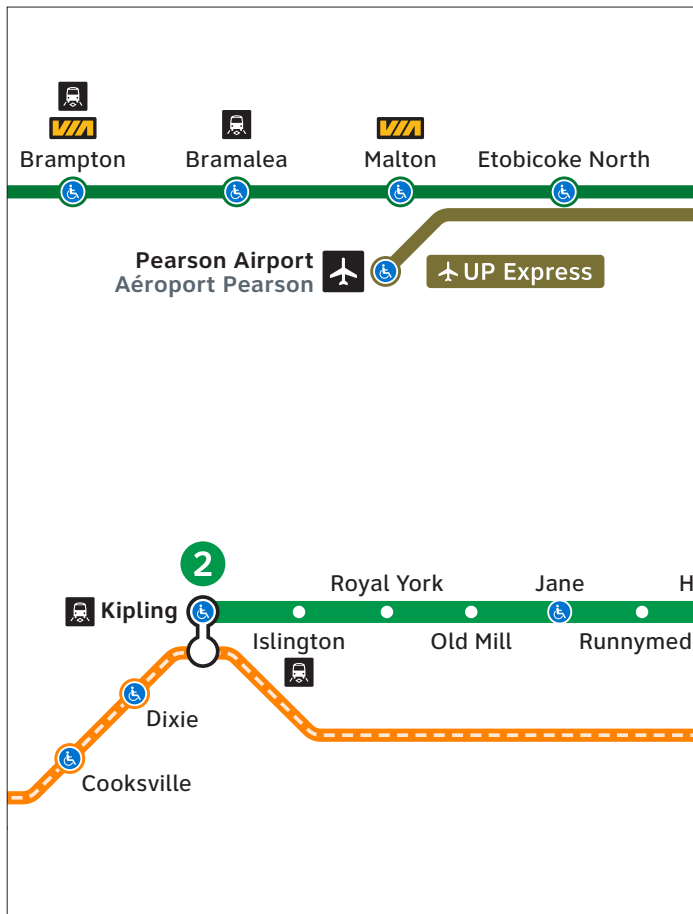 VIA
VIA
Brampton
Bramalea
Malton
Etobicoke North
Pearson Airport
Aéroport Pearson
UP Express
2
Royal York
Jane
H
Kipling
Islington
Old Mill
Runnymed
Dixie
Cooksville